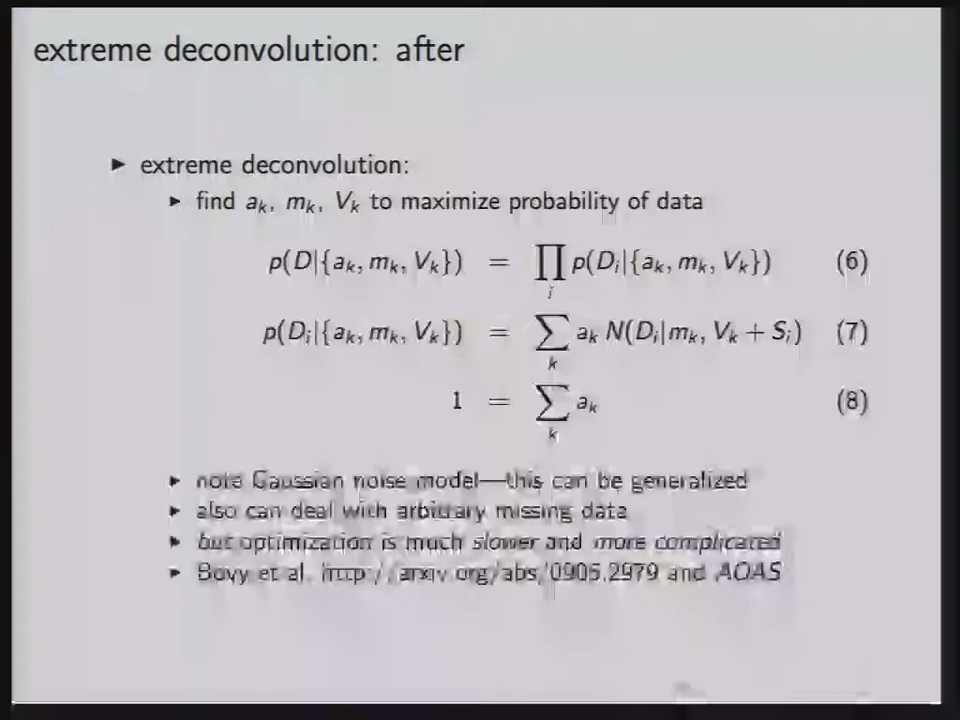 extreme deconvolution: after
▸ extreme deconvolution:
▸ find a_k, m_k, V_k to maximize probability of data
p(D|{a_k, m_k, V_k}) = ∏_i p(D_i|{a_k, m_k, V_k}) (6)
p(D_i|{a_k, m_k, V_k}) = ∑_k a_k N(D_i|m_k, V_k + S_i) (7)
1 = ∑_k a_k (8)
▸ note Gaussian noise model—this can be generalized
▸ also can deal with arbitrary missing data
▸ but optimization is much slower and more complicated
▸ Bovy et al. http://arxiv.org/abs/0905.2979 and AOAS